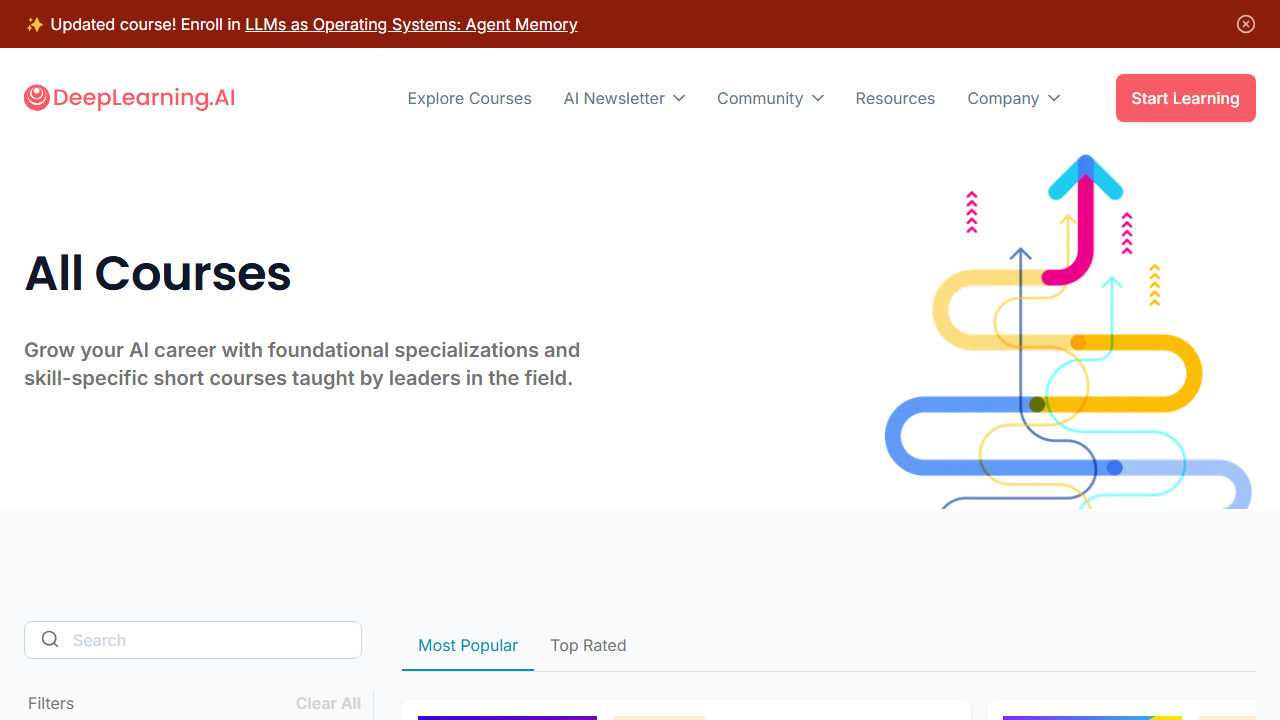 ✨ Updated course! Enroll in LLMs as Operating Systems: Agent Memory
DeepLearning.AI
Explore Courses
AI Newsletter
Community
Resources
Company
Start Learning
All Courses
Grow your AI career with foundational specializations and
skill-specific short courses taught by leaders in the field.
Search
Most Popular
Top Rated
Filters
Clear All